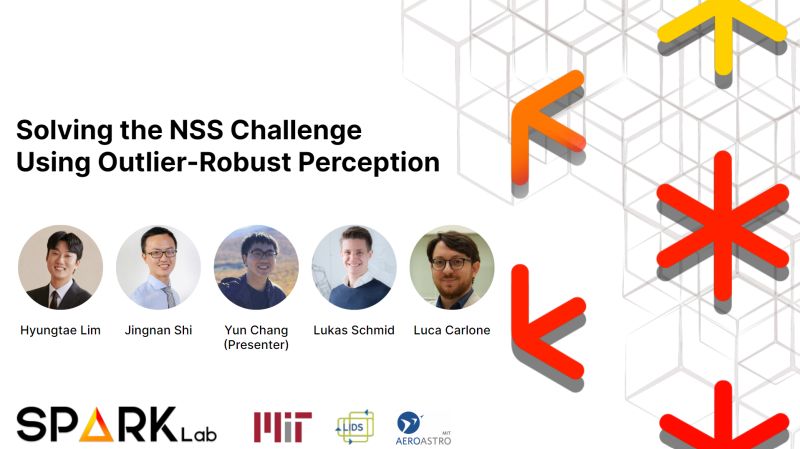 Solving the NSS Challenge
Using Outlier-Robust Perception
Hyungtae Lim
Jingnan Shi
Yun Chang
(Presenter)
Lukas Schmid
Luca Carlone
SPARK Lab
MIT
LIDS
MIT
AEROASTRO